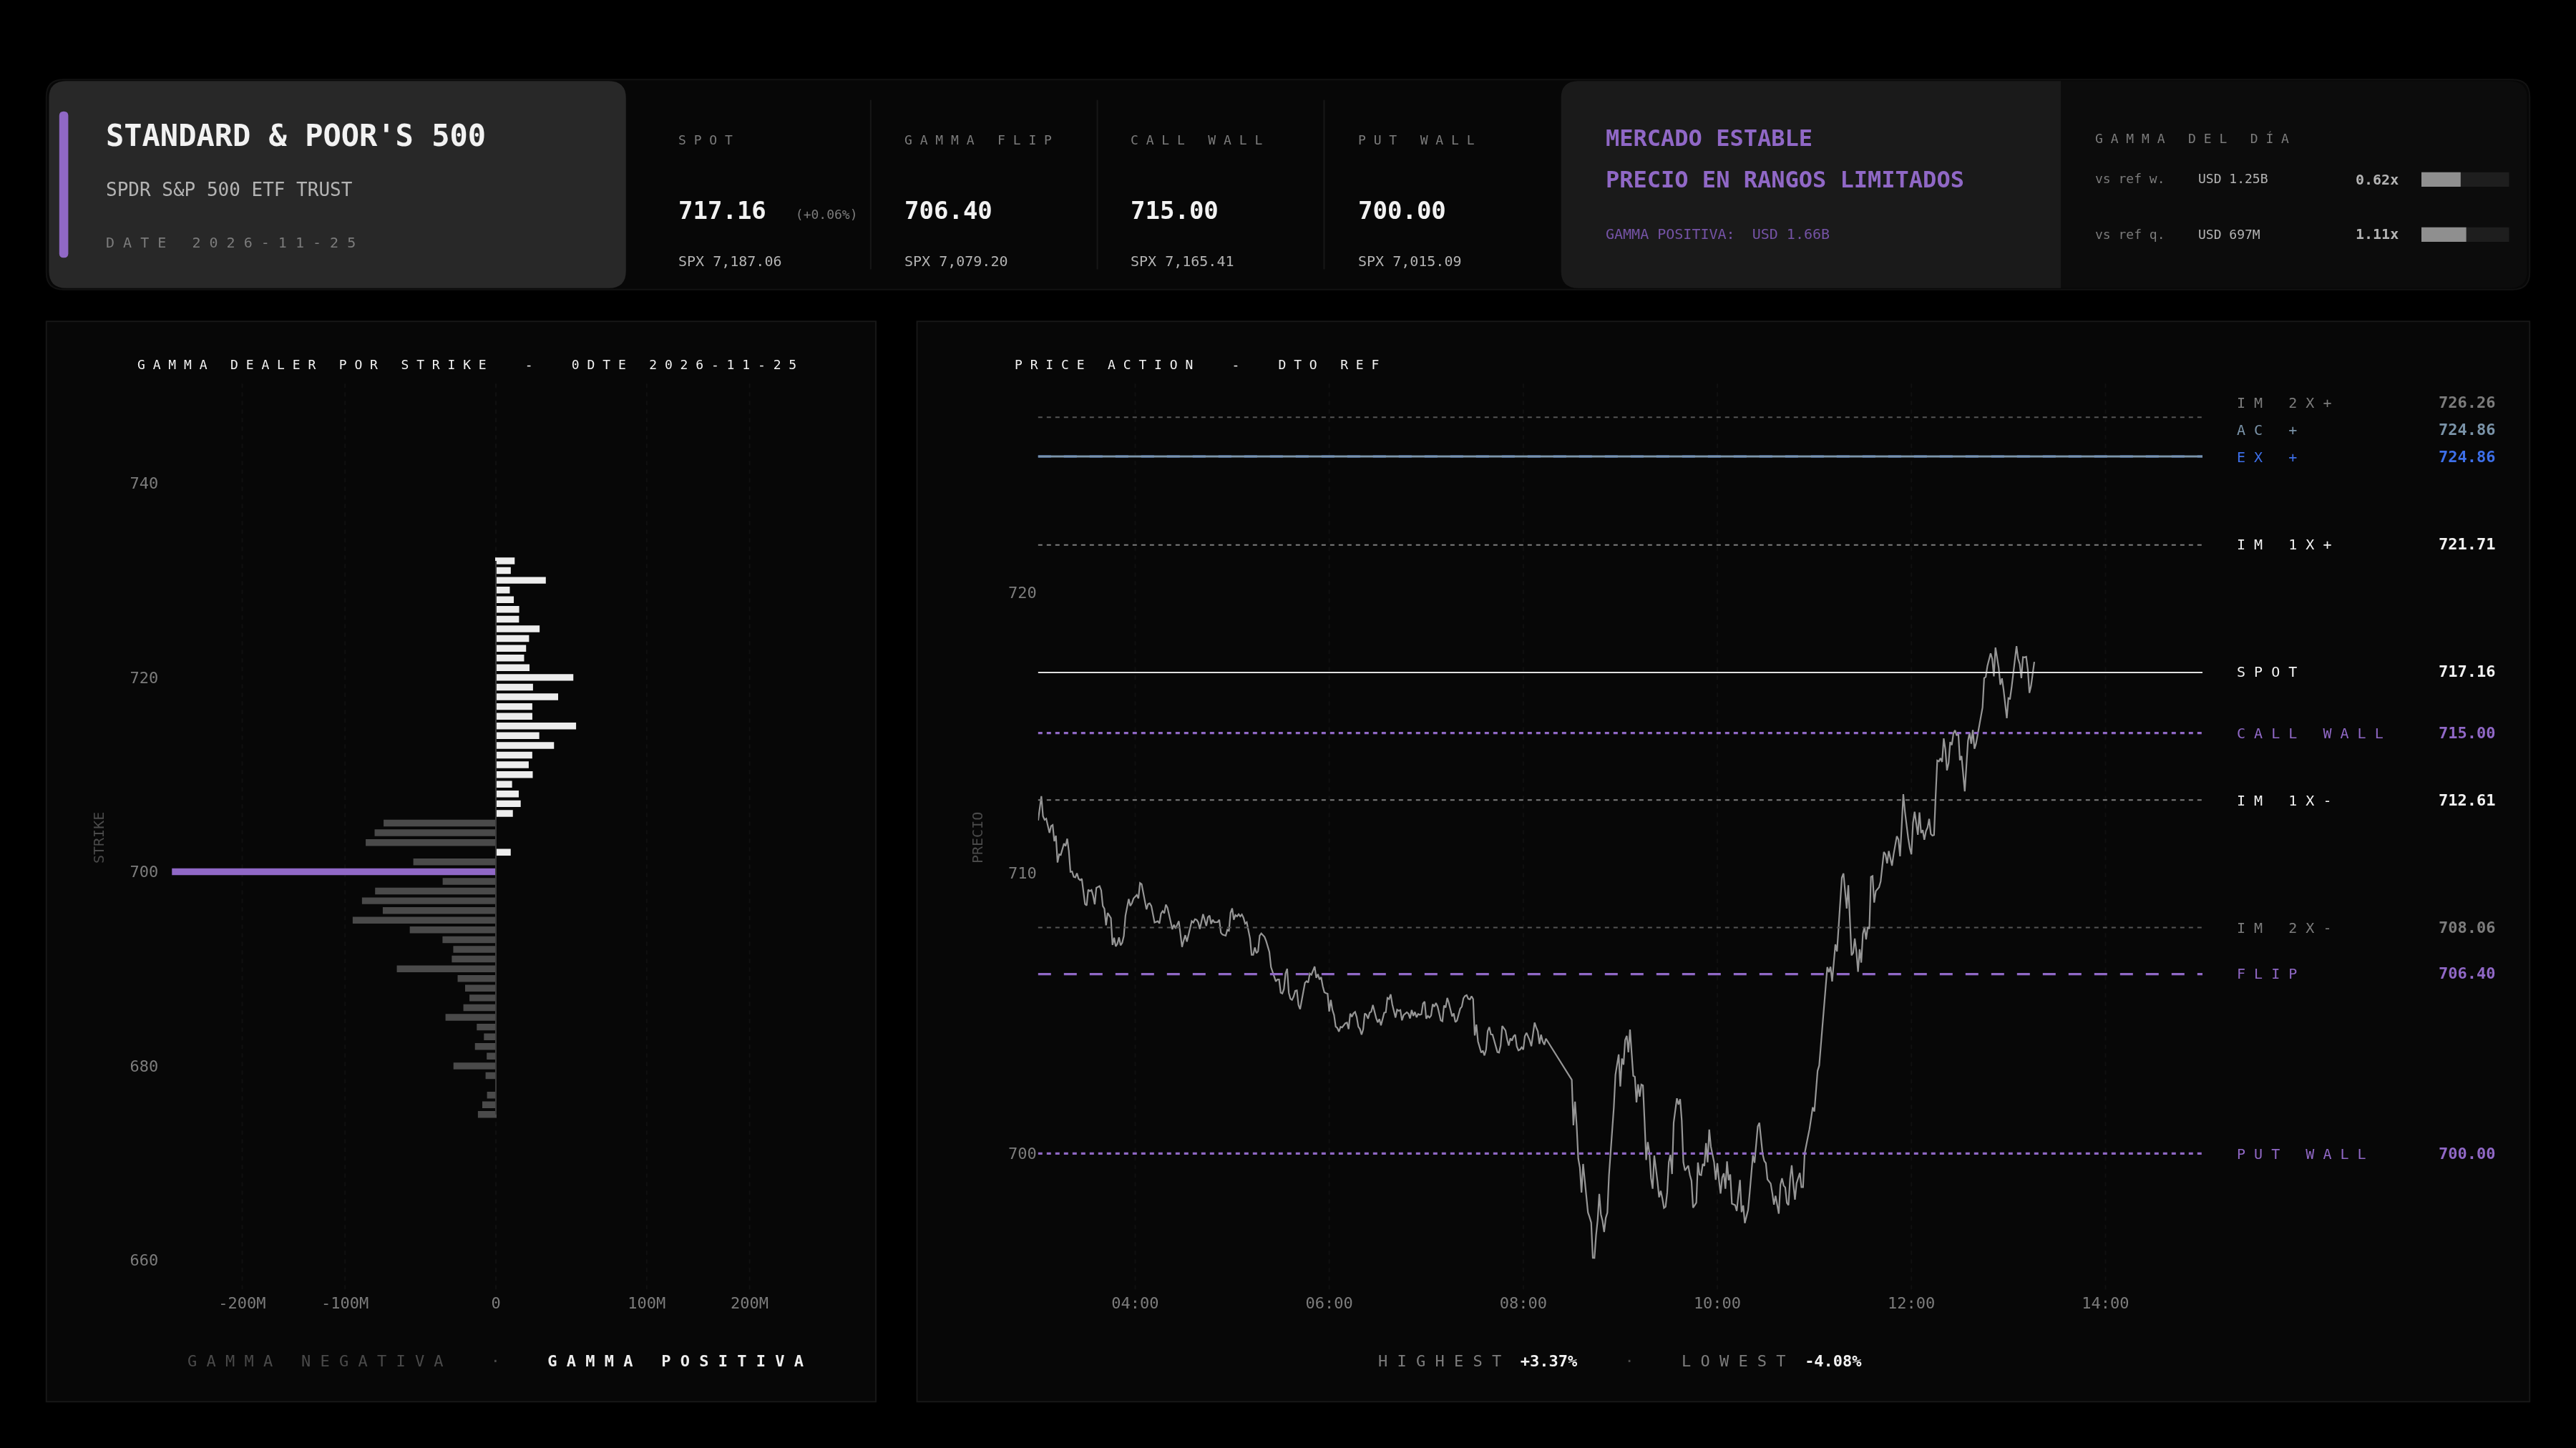 STANDARD & POOR'S 500
SPDR S&P 500 ETF TRUST
DATE 2026-11-25
SPOT
717.16 (+0.06%)
SPX 7,187.06
GAMMA FLIP
706.40
SPX 7,079.20
CALL WALL
715.00
SPX 7,165.41
PUT WALL
700.00
SPX 7,015.09
MERCADO ESTABLE
PRECIO EN RANGOS LIMITADOS
GAMMA POSITIVA: USD 1.66B
GAMMA DEL DÍA
vs ref w. USD 1.25B 0.62x
vs ref q. USD 697M 1.11x
GAMMA DEALER POR STRIKE - 0DTE 2026-11-25
STRIKE
740
720
700
680
660
-200M -100M 0 100M 200M
GAMMA NEGATIVA · GAMMA POSITIVA
PRICE ACTION - DTO REF
PRECIO
720
710
700
IM 2X+ 726.26
AC + 724.86
EX + 724.86
IM 1X+ 721.71
SPOT 717.16
CALL WALL 715.00
IM 1X- 712.61
IM 2X- 708.06
FLIP 706.40
PUT WALL 700.00
04:00 06:00 08:00 10:00 12:00 14:00
HIGHEST +3.37% · LOWEST -4.08%